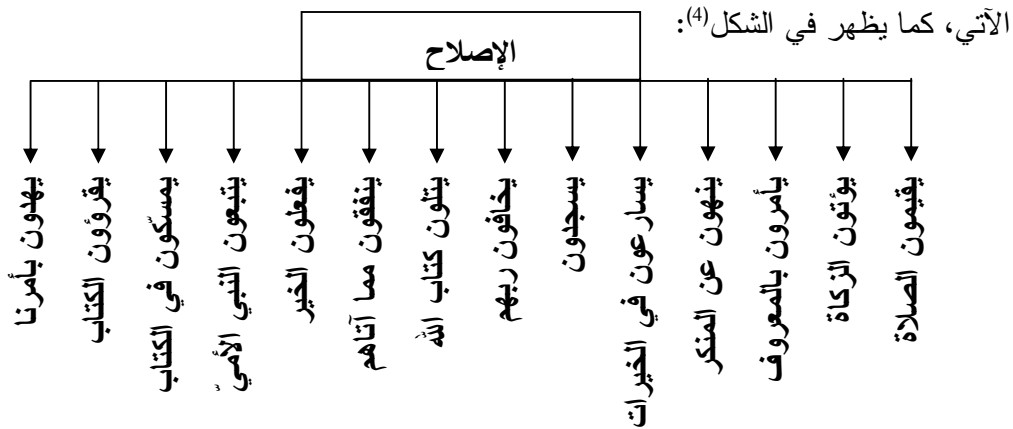 الآتي، كما يظهر في الشكل(4):
الإصلاح
يقيمون الصلاة
يؤتون الزكاة
يأمرون بالمعروف
ينهون عن المنكر
يسارعون في الخيرات
يسجدون
يخافون ربهم
يتلون كتاب الله
ينفقون مما آتاهم
يفعلون الخير
يتبعون النبي الأميّ
يمسّكون في الكتاب
يقرؤون الكتاب
يهدون بأمرنا